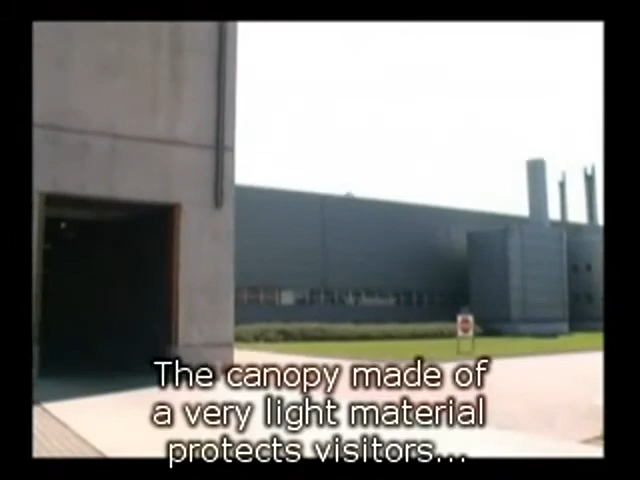 The canopy made of
a very light material
protects visitors...